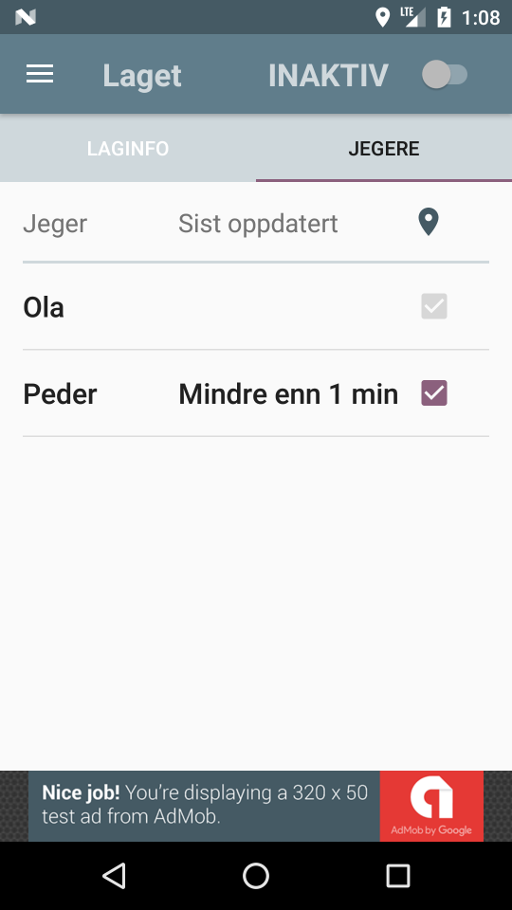 LTE 1:08
Laget INAKTIV
LAGINFO JEGERE
Jeger Sist oppdatert
Ola
Peder Mindre enn 1 min
Nice job! You're displaying a 320 x 50
test ad from AdMob.
AdMob by Google